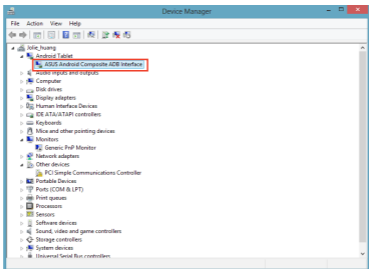 Device Manager
File Action View Help
Jolie_huang
Android Tablet
ASUS Android Composite ADB Interface
Audio inputs and outputs
Computer
Disk drives
Display adapters
Human Interface Devices
IDE ATA/ATAPI controllers
Keyboards
Mice and other pointing devices
Monitors
Generic PnP Monitor
Network adapters
Other devices
PCI Simple Communications Controller
Portable Devices
Ports (COM & LPT)
Print queues
Processors
Sensors
Software devices
Sound, video and game controllers
Storage controllers
System devices
Universal Serial Bus controllers